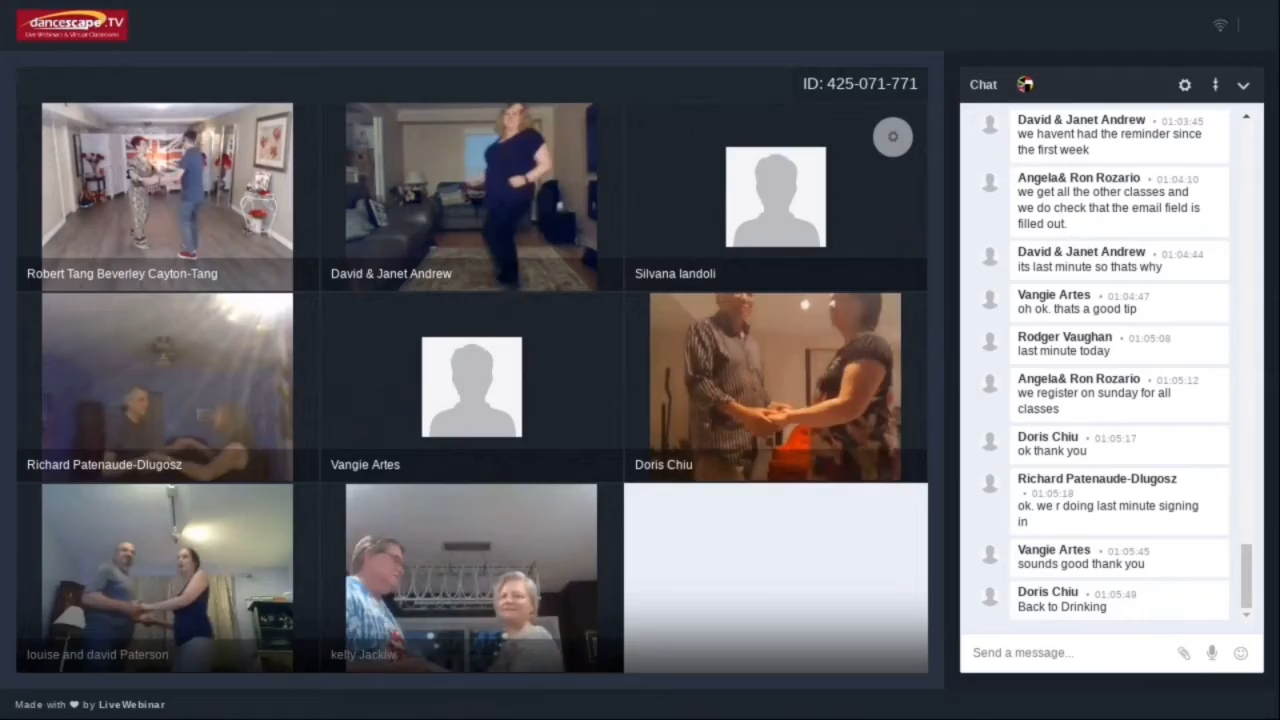 dancescape.TV
Live Webinars & Virtual Classrooms
ID: 425-071-771
Robert Tang Beverley Cayton-Tang
David & Janet Andrew
Silvana Iandoli
Richard Patenaude-Dlugosz
Vangie Artes
Doris Chiu
louise and david Paterson
kelly Jackiw
Made with ❤ by LiveWebinar
Chat
David & Janet Andrew • 01:03:45
we havent had the reminder since
the first week
Angela& Ron Rozario • 01:04:10
we get all the other classes and
we do check that the email field is
filled out.
David & Janet Andrew • 01:04:44
its last minute so thats why
Vangie Artes • 01:04:47
oh ok. thats a good tip
Rodger Vaughan • 01:05:08
last minute today
Angela& Ron Rozario • 01:05:12
we register on sunday for all
classes
Doris Chiu • 01:05:17
ok thank you
Richard Patenaude-Dlugosz
• 01:05:18
ok. we r doing last minute signing
in
Vangie Artes • 01:05:45
sounds good thank you
Doris Chiu • 01:05:49
Back to Drinking
Send a message...